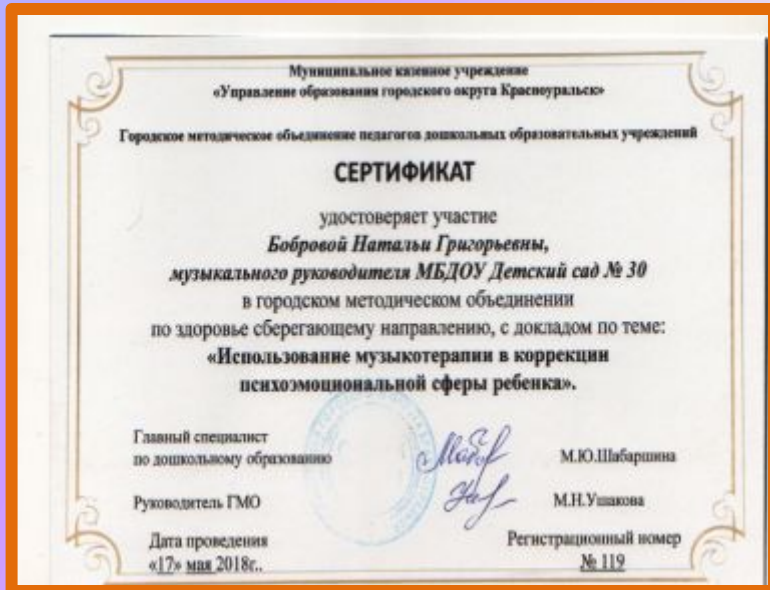 Муниципальное казенное учреждение
«Управление образования городского округа Красноуральск»
Городское методическое объединение педагогов дошкольных образовательных учреждений
СЕРТИФИКАТ
удостоверяет участие
Бобровой Натальи Григорьевны,
музыкального руководителя МБДОУ Детский сад № 30
в городском методическом объединении
по здоровье сберегающему направлению, с докладом по теме:
«Использование музыкотерапии в коррекции
психоэмоциональной сферы ребенка».
Главный специалист
по дошкольному образованию М.Ю.Шабаршина
Руководитель ГМО М.Н.Ушакова
Дата проведения Регистрационный номер
«17» мая 2018г.. № 119